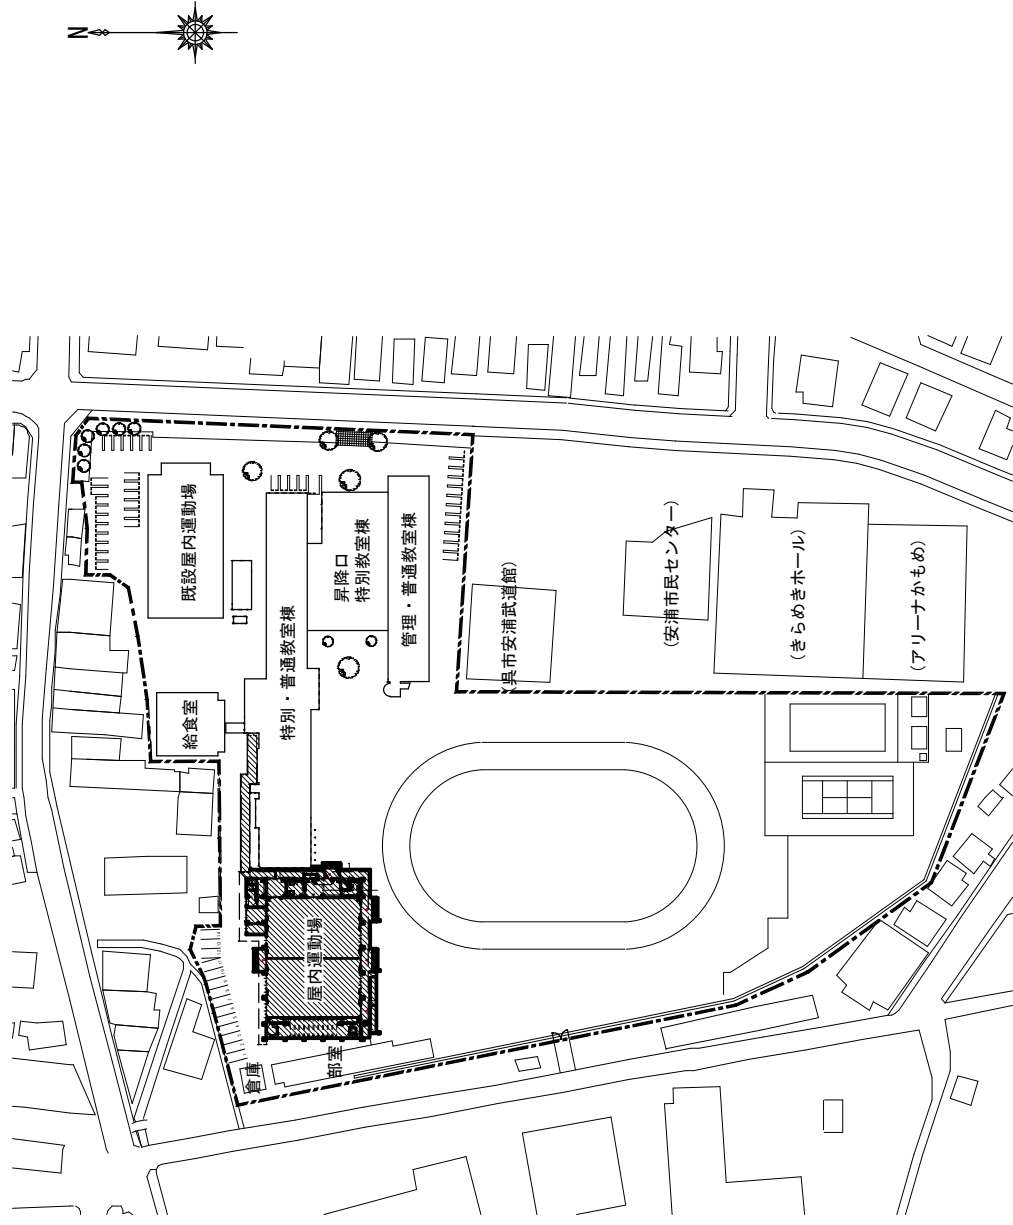 N
既設屋内運動場
昇降口
特別教室棟
管理・普通教室棟
特別・普通教室棟
給食室
(呉市安浦武道館)
(安浦市民センター)
(きらめきホール)
(アリーナかもめ)
屋内運動場
倉庫
部室